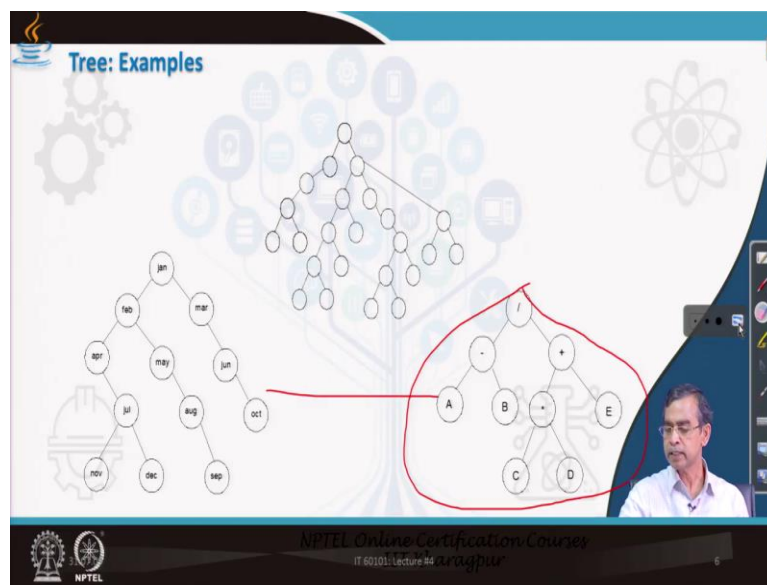 Tree: Examples
jan
feb
mar
apr
may
jun
jul
aug
oct
nov
dec
sep
/
-
+
A
B
E
C
D
NPTEL Online Certification Courses
IIT Kharagpur
IT 60101: Lecture #4
6
NPTEL